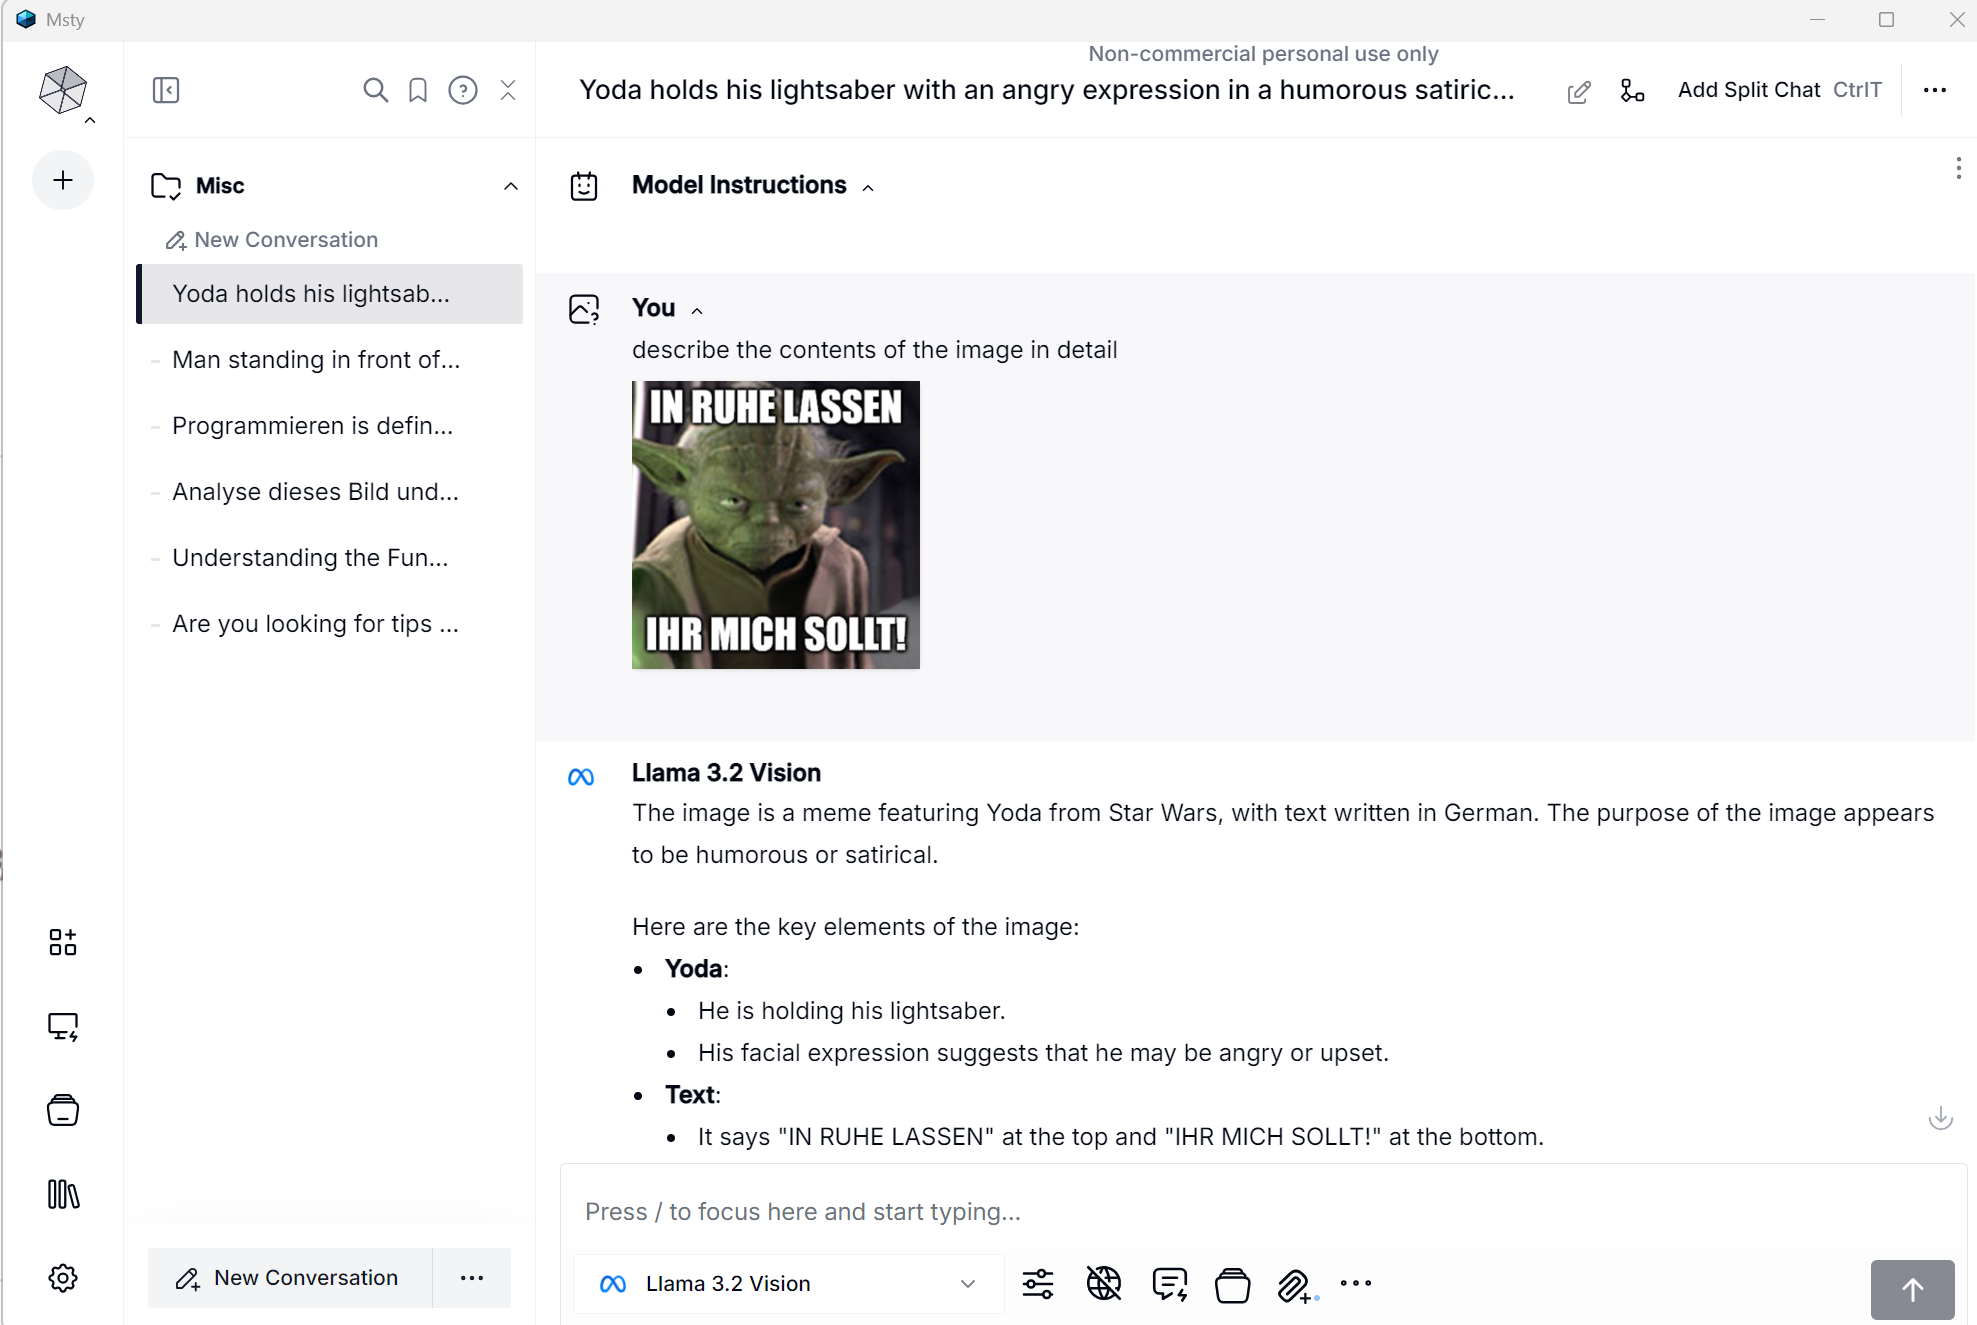 Msty
Non-commercial personal use only
Yoda holds his lightsaber with an angry expression in a humorous satiric...
Add Split Chat CtrlT
Misc
New Conversation
Yoda holds his lightsab...
Man standing in front of...
Programmieren is defin...
Analyse dieses Bild und...
Understanding the Fun...
Are you looking for tips ...
New Conversation
Model Instructions
You
describe the contents of the image in detail
IN RUHE LASSEN
IHR MICH SOLLT!
Llama 3.2 Vision
The image is a meme featuring Yoda from Star Wars, with text written in German. The purpose of the image appears
to be humorous or satirical.
Here are the key elements of the image:
• Yoda:
• He is holding his lightsaber.
• His facial expression suggests that he may be angry or upset.
• Text:
• It says "IN RUHE LASSEN" at the top and "IHR MICH SOLLT!" at the bottom.
Press / to focus here and start typing...
Llama 3.2 Vision